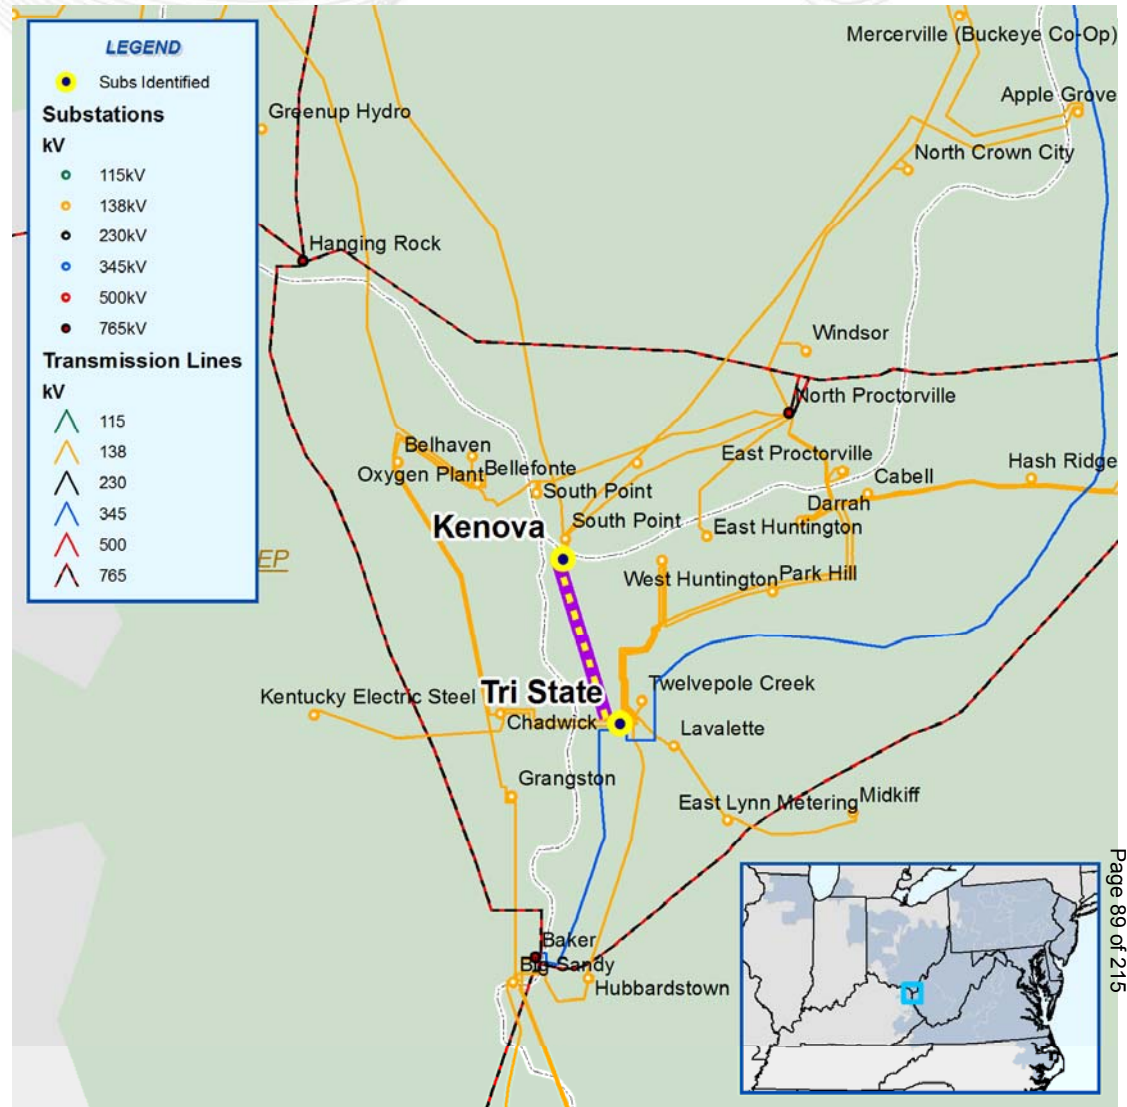 LEGEND
Subs Identified
Substations
kV
115kV
138kV
230kV
345kV
500kV
765kV
Transmission Lines
kV
115
138
230
345
500
765
Mercerville (Buckeye Co-Op)
Apple Grove
Greenup Hydro
North Crown City
Hanging Rock
Windsor
North Proctorville
Belhaven
East Proctorville
Oxygen Plant
Bellefonte
Cabell
Hash Ridge
South Point
Darrah
Kenova
South Point
East Huntington
EP
West Huntington
Park Hill
Tri State
Twelvepole Creek
Kentucky Electric Steel
Chadwick
Lavalette
Grangston
East Lynn Metering
Midkiff
Baker
Big Sandy
Hubbardstown
Page 89 of 215